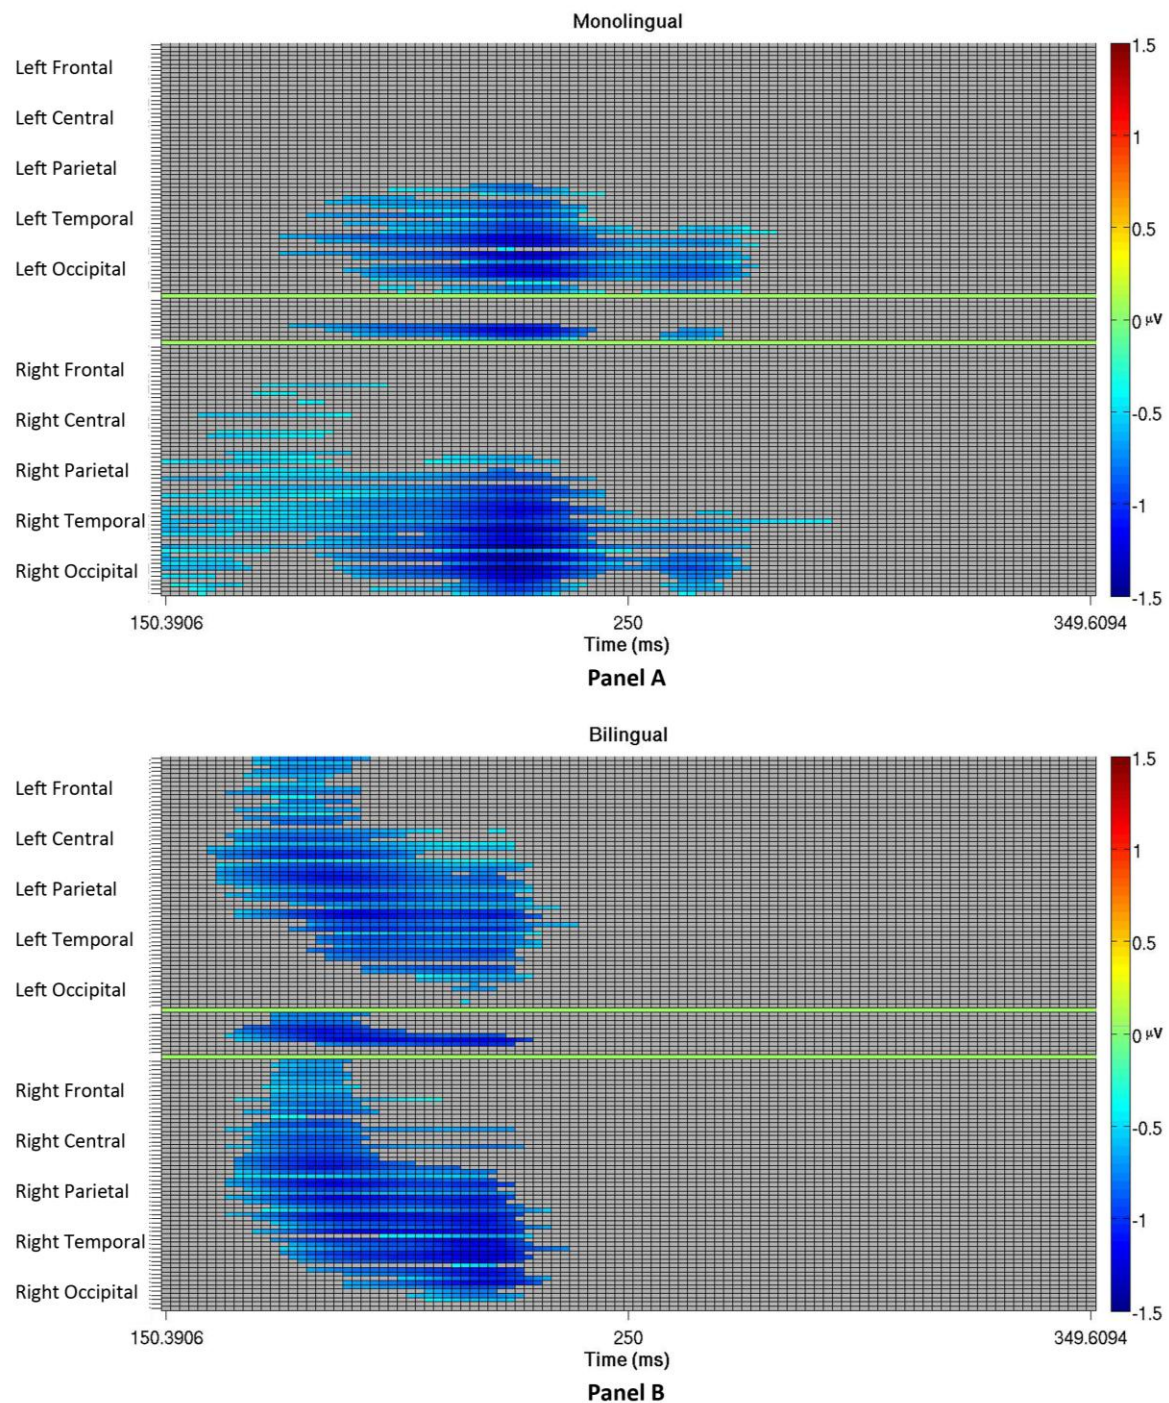 Monolingual
Left Frontal
Left Central
Left Parietal
Left Temporal
Left Occipital
Right Frontal
Right Central
Right Parietal
Right Temporal
Right Occipital
1.5
1
0.5
0 µV
-0.5
-1
-1.5
150.3906 250 349.6094
Time (ms)
Panel A
Bilingual
Left Frontal
Left Central
Left Parietal
Left Temporal
Left Occipital
Right Frontal
Right Central
Right Parietal
Right Temporal
Right Occipital
1.5
1
0.5
0 µV
-0.5
-1
-1.5
150.3906 250 349.6094
Time (ms)
Panel B